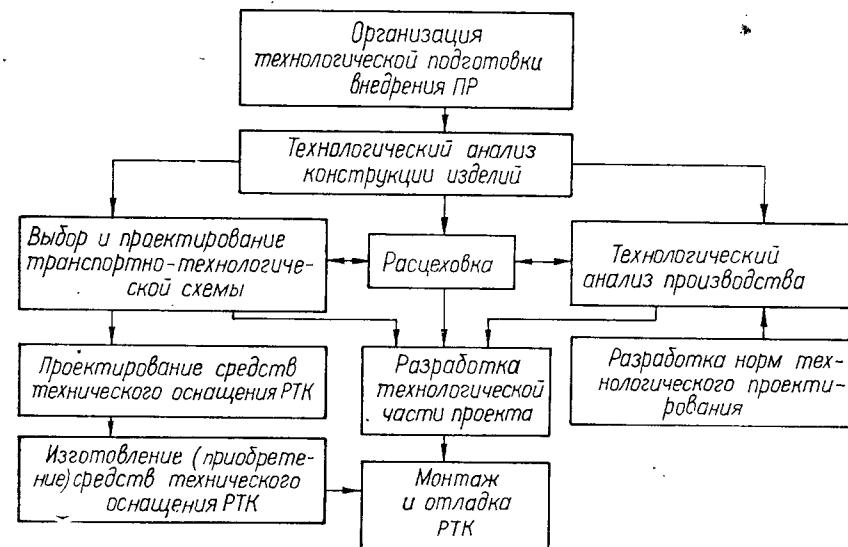 Организация
технологической подготовки
внедрения ПР
Технологический анализ
конструкции изделий
Выбор и проектирование
транспортно-технологиче-
ской схемы
Расцеховка
Технологический
анализ производства
Проектирование средств
технического оснащения РТК
Разработка
технологической
части проекта
Разработка норм тех-
нологического проекти-
рования
Изготовление (приобрете-
ние) средств технического
оснащения РТК
Монтаж
и отладка
РТК